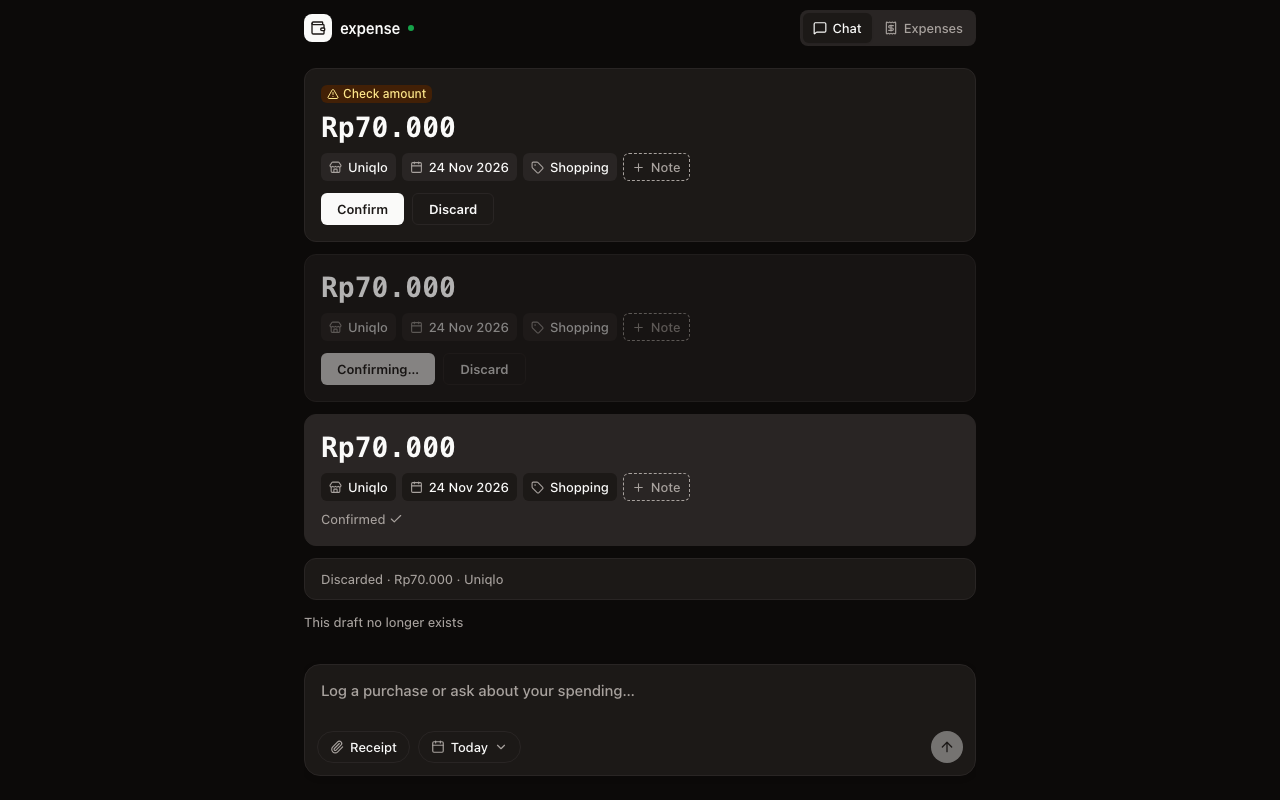 expense
Chat
Expenses
Check amount
Rp70.000
Uniqlo
24 Nov 2026
Shopping
Note
Confirm
Discard
Rp70.000
Uniqlo
24 Nov 2026
Shopping
Note
Confirming...
Discard
Rp70.000
Uniqlo
24 Nov 2026
Shopping
Note
Confirmed
Discarded · Rp70.000 · Uniqlo
This draft no longer exists
Log a purchase or ask about your spending...
Receipt
Today